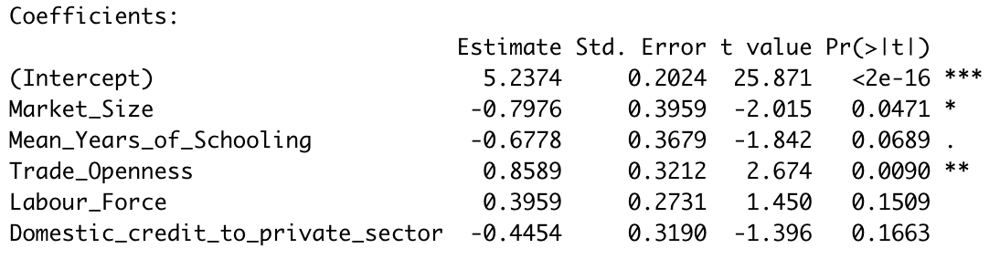 Coefficients:
                                    Estimate Std. Error t value Pr(>|t|)
(Intercept)                           5.2374     0.2024  25.871   <2e-16 ***
Market_Size                          -0.7976     0.3959  -2.015   0.0471 *
Mean_Years_of_Schooling              -0.6778     0.3679  -1.842   0.0689 .
Trade_Openness                        0.8589     0.3212   2.674   0.0090 **
Labour_Force                          0.3959     0.2731   1.450   0.1509
Domestic_credit_to_private_sector    -0.4454     0.3190  -1.396   0.1663